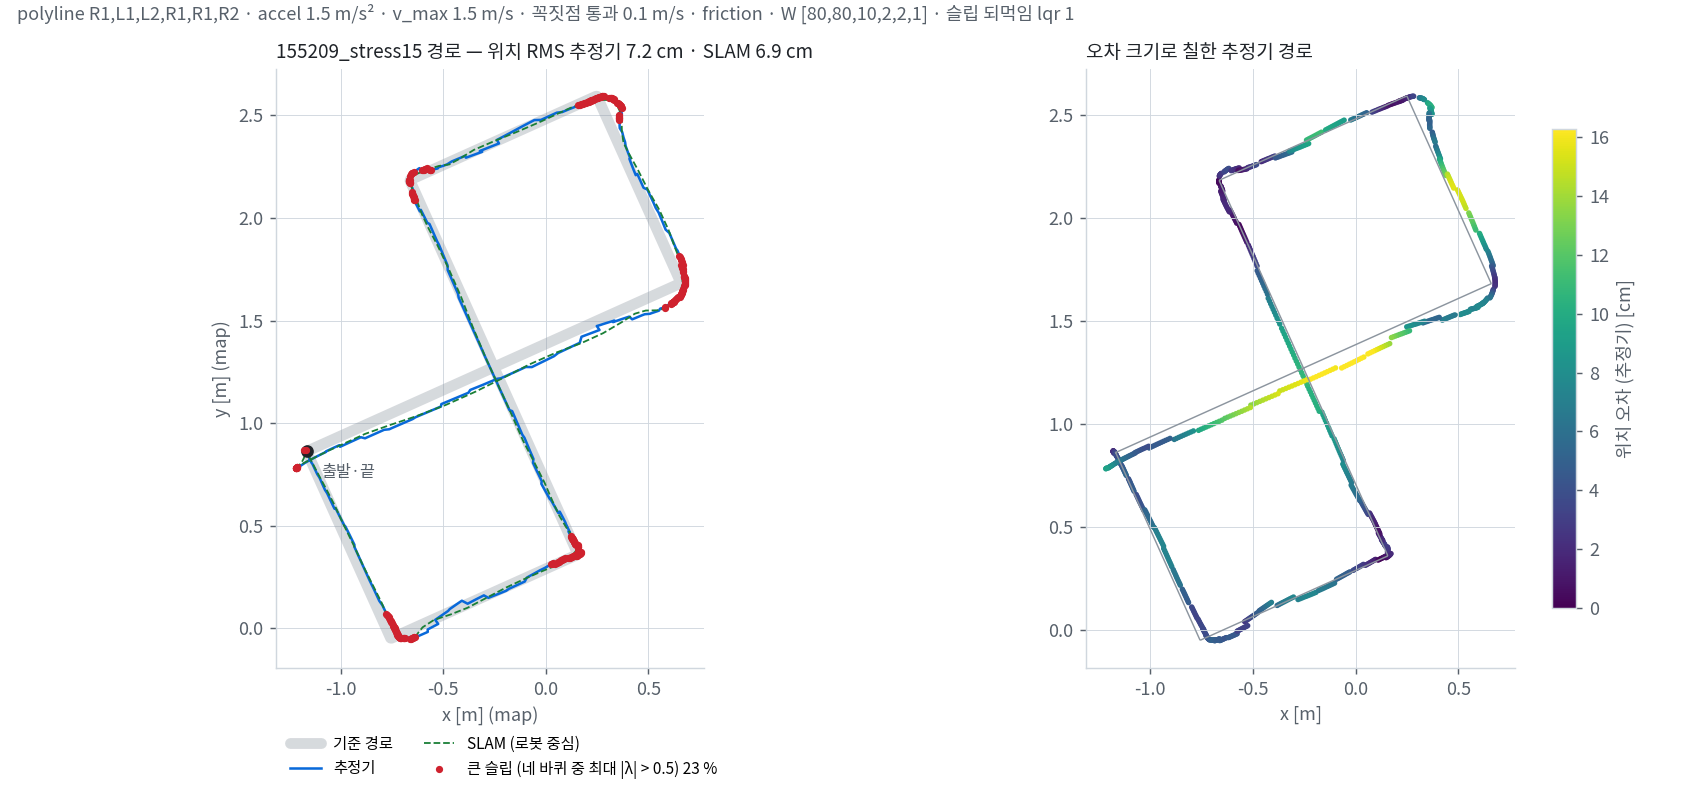 polyline R1,L1,L2,R1,R1,R2 · accel 1.5 m/s² · v_max 1.5 m/s · 꼭짓점 통과 0.1 m/s · friction · W [80,80,10,2,2,1] · 슬립 되먹임 lqr 1
155209_stress15 경로 — 위치 RMS 추정기 7.2 cm · SLAM 6.9 cm
2.5
2.0
1.5
1.0
0.5
0.0
y [m] (map)
출발·끝
-1.0
-0.5
0.0
0.5
x [m] (map)
기준 경로
추정기
SLAM (로봇 중심)
큰 슬립 (네 바퀴 중 최대 |λ| > 0.5) 23 %
오차 크기로 칠한 추정기 경로
2.5
2.0
1.5
1.0
0.5
0.0
-1.0
-0.5
0.0
0.5
x [m]
16
14
12
10
8
6
4
2
0
위치 오차 (추정기) [cm]